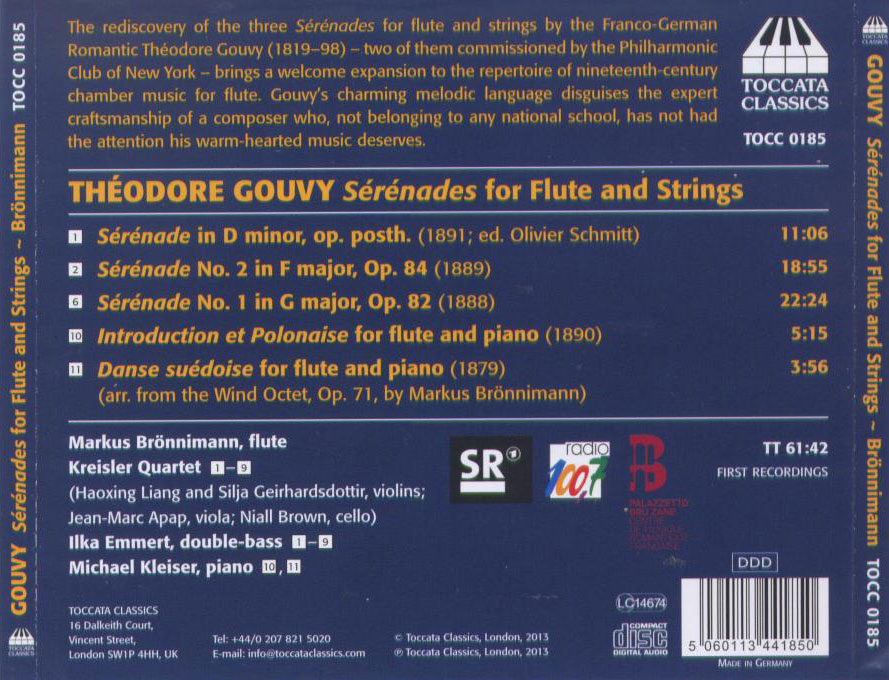 GOUVY Sérénades for Flute and Strings ~ Brönnimann TOCC 0185
The rediscovery of the three Sérénades for flute and strings by the Franco-German
Romantic Théodore Gouvy (1819–98) – two of them commissioned by the Philharmonic
Club of New York – brings a welcome expansion to the repertoire of nineteenth-century
chamber music for flute. Gouvy's charming melodic language disguises the expert
craftsmanship of a composer who, not belonging to any national school, has not had
the attention his warm-hearted music deserves.
TOCCATA
CLASSICS
TOCC 0185
THÉODORE GOUVY Sérénades for Flute and Strings
1 Sérénade in D minor, op. posth. (1891; ed. Olivier Schmitt) 11:06
2 Sérénade No. 2 in F major, Op. 84 (1889) 18:55
6 Sérénade No. 1 in G major, Op. 82 (1888) 22:24
10 Introduction et Polonaise for flute and piano (1890) 5:15
11 Danse suédoise for flute and piano (1879) 3:56
(arr. from the Wind Octet, Op. 71, by Markus Brönnimann)
Markus Brönnimann, flute
Kreisler Quartet 1–9
(Haoxing Liang and Silja Geirhardsdottir, violins;
Jean-Marc Apap, viola; Niall Brown, cello)
Ilka Emmert, double-bass 1–9
Michael Kleiser, piano 10, 11
SR
radio
100,7
PALAZZETTO
BRU ZANE
CENTRE
DE MUSIQUE
ROMANTIQUE
FRANÇAISE
TT 61:42
FIRST RECORDINGS
DDD
TOCCATA CLASSICS
16 Dalkeith Court,
Vincent Street,
London SW1P 4HH, UK
Tel: +44/0 207 821 5020
E-mail: info@toccataclassics.com
© Toccata Classics, London, 2013
℗ Toccata Classics, London, 2013
LC14674
COMPACT
disc
DIGITAL AUDIO
5 060113 441850
MADE IN GERMANY
TOCCATA
CLASSICS
TOCCATA
CLASSICS
GOUVY Sérénades for Flute and Strings ~ Brönnimann TOCC 0185